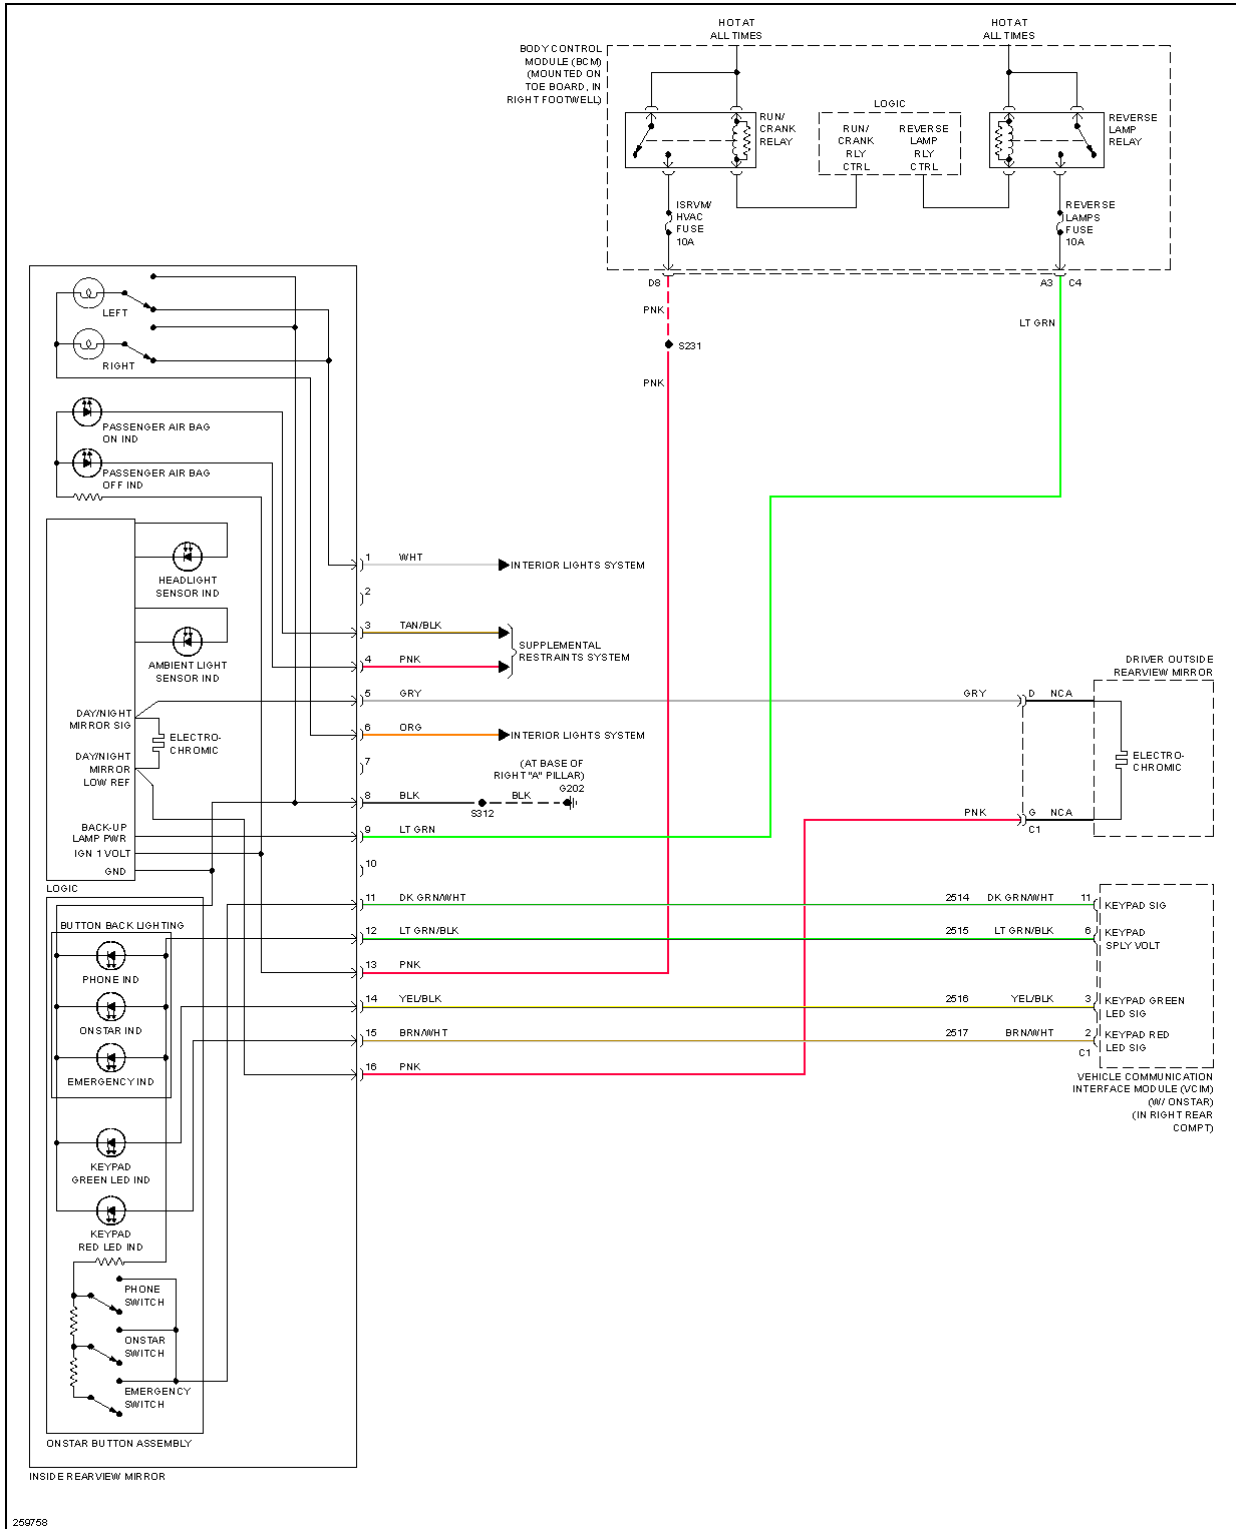 HOT AT
ALL TIMES
HOT AT
ALL TIMES
BODY CONTROL
MODULE (BCM)
(MOUNTED ON
TOE BOARD, IN
RIGHT FOOTWELL)
RUN/
CRANK
RELAY
LOGIC
RUN/
CRANK
RLY
CTRL
REVERSE
LAMP
RLY
CTRL
REVERSE
LAMP
RELAY
ISRVM/
HVAC
FUSE
10A
REVERSE
LAMPS
FUSE
10A
D8
A3
C4
PNK
LT GRN
S231
PNK
LEFT
RIGHT
PASSENGER AIR BAG
ON IND
PASSENGER AIR BAG
OFF IND
HEADLIGHT
SENSOR IND
AMBIENT LIGHT
SENSOR IND
DAY/NIGHT
MIRROR SIG
ELECTRO-
CHROMIC
DAY/NIGHT
MIRROR
LOW REF
BACK-UP
LAMP PWR
IGN 1 VOLT
GND
LOGIC
1 WHT
INTERIOR LIGHTS SYSTEM
2
3 TAN/BLK
4 PNK
SUPPLEMENTAL
RESTRAINTS SYSTEM
5 GRY
GRY D NCA
DRIVER OUTSIDE
REARVIEW MIRROR
ELECTRO-
CHROMIC
6 ORG
INTERIOR LIGHTS SYSTEM
7
(AT BASE OF
RIGHT "A" PILLAR)
G202
8 BLK
BLK
S312
PNK G NCA
C1
9 LT GRN
10
11 DK GRN/WHT
2514 DK GRN/WHT 11
KEYPAD SIG
12 LT GRN/BLK
2515 LT GRN/BLK 6
KEYPAD
SPLY VOLT
13 PNK
14 YEL/BLK
2516 YEL/BLK 3
KEYPAD GREEN
LED SIG
15 BRN/WHT
2517 BRN/WHT 2
KEYPAD RED
LED SIG
C1
16 PNK
VEHICLE COMMUNICATION
INTERFACE MODULE (VCIM)
(W/ ONSTAR)
(IN RIGHT REAR
COMPT)
BUTTON BACK LIGHTING
PHONE IND
ONSTAR IND
EMERGENCY IND
KEYPAD
GREEN LED IND
KEYPAD
RED LED IND
PHONE
SWITCH
ONSTAR
SWITCH
EMERGENCY
SWITCH
ONSTAR BUTTON ASSEMBLY
INSIDE REARVIEW MIRROR
259758